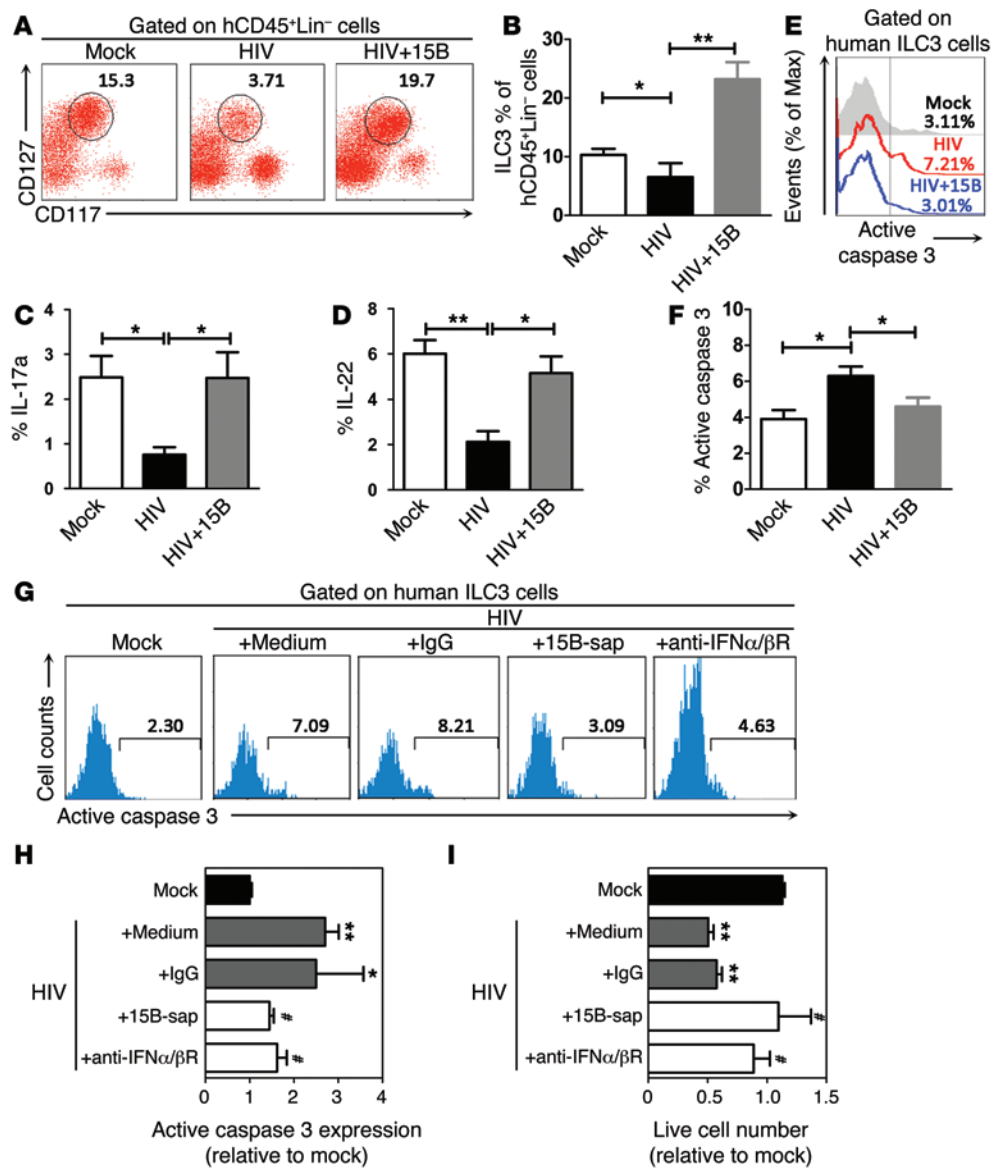 A
Gated on hCD45⁺Lin⁻ cells
Mock HIV HIV+15B
15.3 3.71 19.7
CD127
CD117
B
ILC3 % of
hCD45⁺Lin⁻ cells
30
20
10
0
* **
Mock HIV HIV+15B
E
Gated on
human ILC3 cells
Events (% of Max)
Mock
3.11%
HIV
7.21%
HIV+15B
3.01%
Active
caspase 3
C
% IL-17a
4
3
2
1
0
* *
Mock HIV HIV+15B
D
% IL-22
8
6
4
2
0
** *
Mock HIV HIV+15B
F
% Active caspase 3
10
8
6
4
2
0
* *
Mock HIV HIV+15B
G
Gated on human ILC3 cells
HIV
Mock +Medium +IgG +15B-sap +anti-IFNα/βR
2.30 7.09 8.21 3.09 4.63
Cell counts
Active caspase 3
H
Mock
+Medium **
+IgG *
HIV
+15B-sap #
+anti-IFNα/βR #
0 1 2 3 4
Active caspase 3 expression
(relative to mock)
I
Mock
+Medium **
+IgG **
HIV
+15B-sap #
+anti-IFNα/βR #
0 0.5 1.0 1.5
Live cell number
(relative to mock)